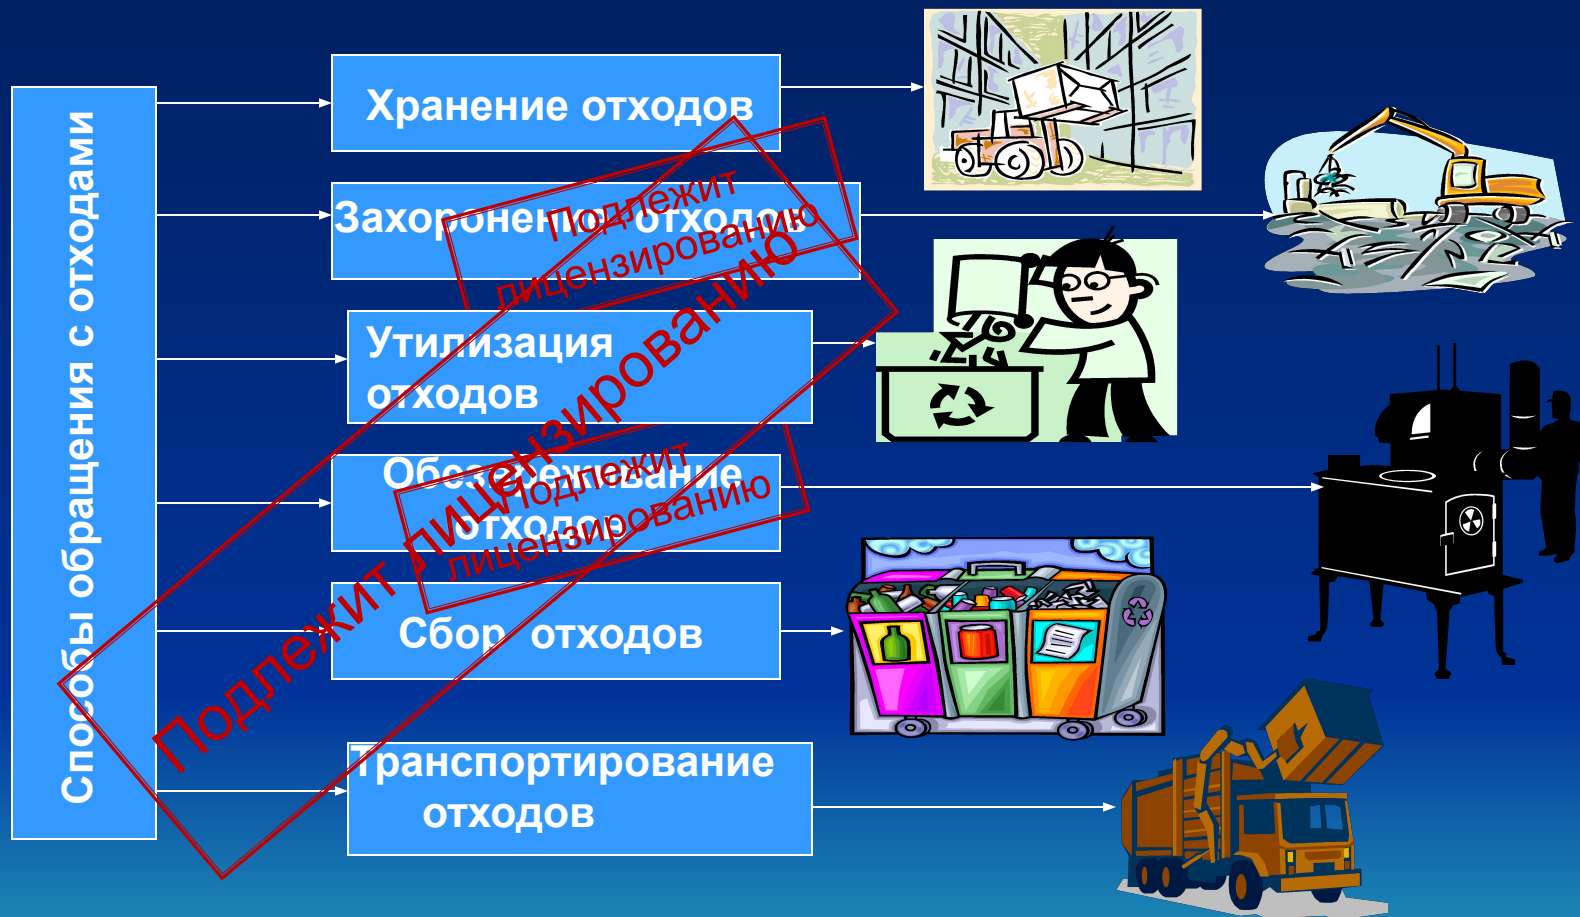 Способы обращения с отходами
Хранение отходов
Захоронение отходов
Подлежит
лицензированию
Утилизация
отходов
Обезвреживание
отходов
Подлежит
лицензированию
Сбор отходов
Транспортирование
отходов
Подлежит лицензированию